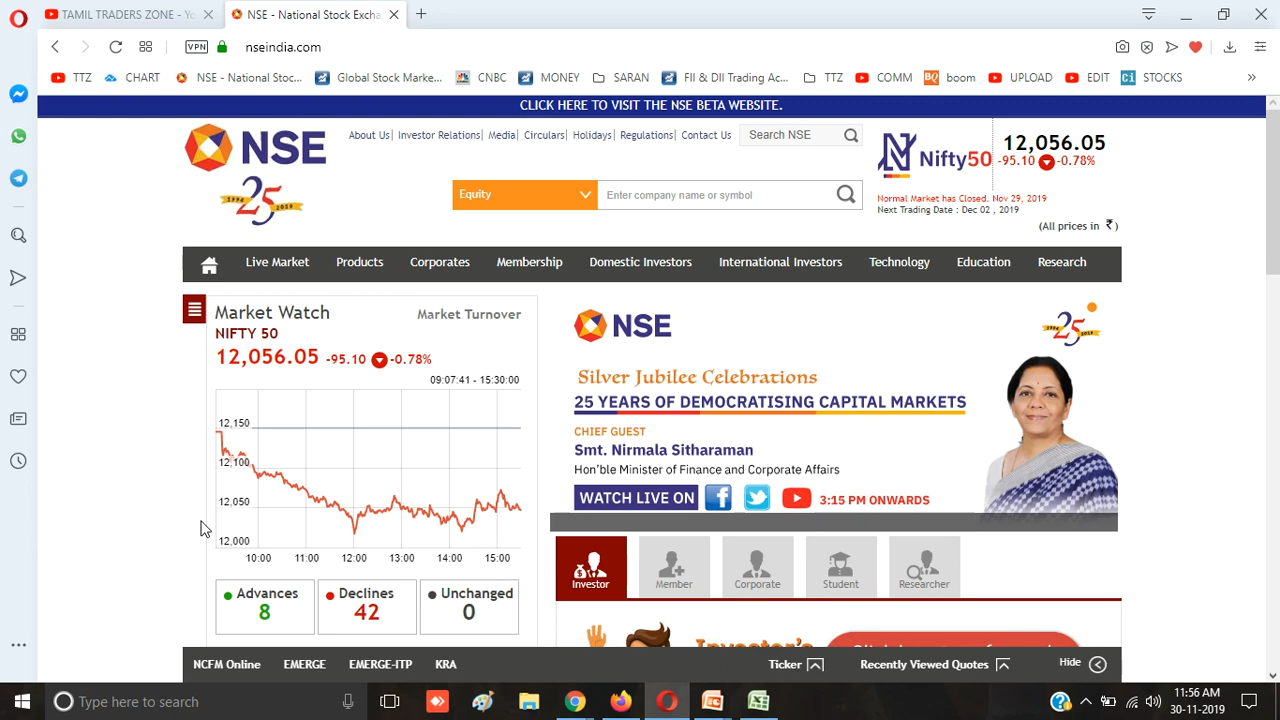 TAMIL TRADERS ZONE - Yo
NSE - National Stock Excha
VPN
nseindia.com
TTZ
CHART
NSE - National Stoc...
Global Stock Marke...
CNBC
MONEY
SARAN
FII & DII Trading Ac...
TTZ
COMM
BQ
boom
UPLOAD
EDIT
Ci
STOCKS
CLICK HERE TO VISIT THE NSE BETA WEBSITE.
NSE
1994 25 2019
About Us| Investor Relations| Media| Circulars| Holidays| Regulations| Contact Us
Search NSE
Equity
Enter company name or symbol
Nifty50
12,056.05
-95.10 -0.78%
Normal Market has Closed. Nov 29, 2019
Next Trading Date : Dec 02 , 2019
(All prices in ₹)
Live Market Products Corporates Membership Domestic Investors International Investors Technology Education Research
Market Watch
Market Turnover
NIFTY 50
12,056.05 -95.10 -0.78%
09:07:41 - 15:30:00
12,150
12,100
12,050
12,000
10:00 11:00 12:00 13:00 14:00 15:00
Advances
8
Declines
42
Unchanged
0
NSE
1994 25 2019
Silver Jubilee Celebrations
25 YEARS OF DEMOCRATISING CAPITAL MARKETS
CHIEF GUEST
Smt. Nirmala Sitharaman
Hon'ble Minister of Finance and Corporate Affairs
WATCH LIVE ON 3:15 PM ONWARDS
Investor
Member
Corporate
Student
Researcher
Investor's
NCFM Online EMERGE EMERGE-ITP KRA
Ticker
Recently Viewed Quotes
Hide
Type here to search
11:56 AM
30-11-2019